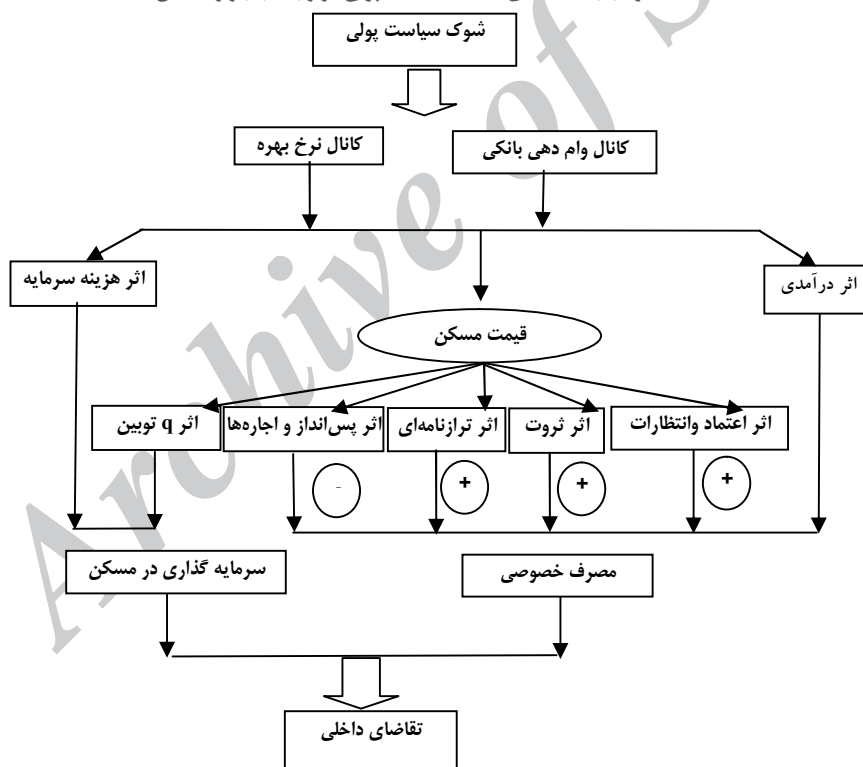 شوک سیاست پولی
کانال وام دهی بانکی
کانال نرخ بهره
اثر درآمدی
اثر هزینه سرمایه
قیمت مسکن
اثر اعتماد وانتظارات
اثر ثروت
اثر ترازنامه‌ای
اثر پس‌انداز و اجاره‌ها
اثر q توبین
+
+
+
-
مصرف خصوصی
سرمایه گذاری در مسکن
تقاضای داخلی
Archive of S